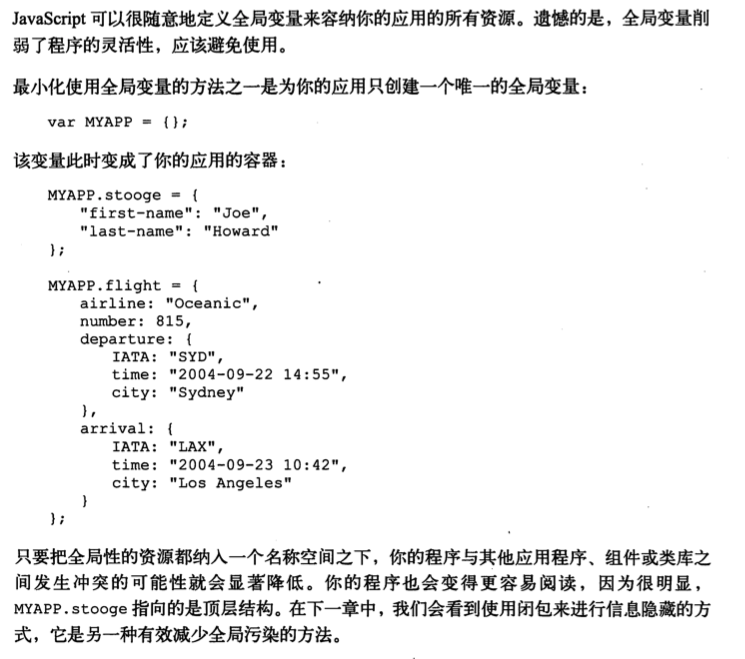 JavaScript 可以很随意地定义全局变量来容纳你的应用的所有资源。遗憾的是，全局变量削
弱了程序的灵活性，应该避免使用。
最小化使用全局变量的方法之一是为你的应用只创建一个唯一的全局变量：
var MYAPP = {};
该变量此时变成了你的应用的容器：
MYAPP.stooge = {
    "first-name": "Joe",
    "last-name": "Howard"
};
MYAPP.flight = {
    airline: "Oceanic",
    number: 815,
    departure: {
        IATA: "SYD",
        time: "2004-09-22 14:55",
        city: "Sydney"
    },
    arrival: {
        IATA: "LAX",
        time: "2004-09-23 10:42",
        city: "Los Angeles"
    }
};
只要把全局性的资源都纳入一个名称空间之下，你的程序与其他应用程序、组件或类库之
间发生冲突的可能性就会显著降低。你的程序也会变得更容易阅读，因为很明显，
MYAPP.stooge 指向的是顶层结构。在下一章中，我们会看到使用闭包来进行信息隐藏的方
式，它是另一种有效减少全局污染的方法。